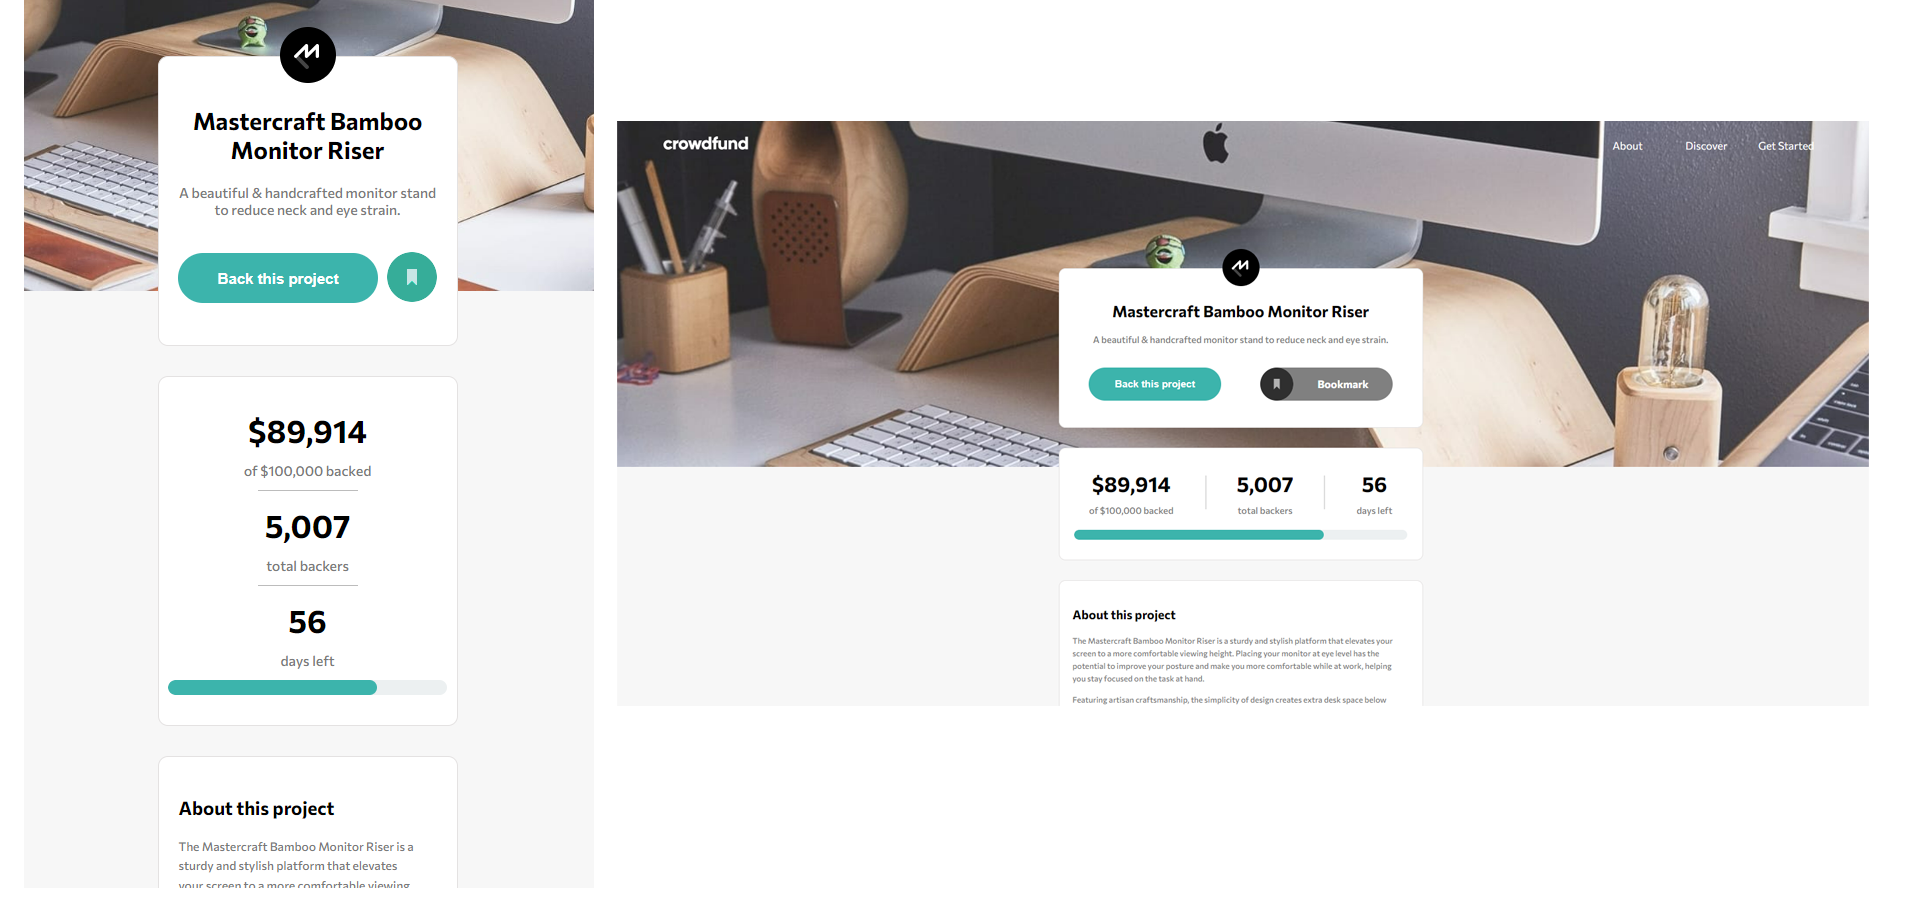 Mastercraft Bamboo
Monitor Riser
A beautiful & handcrafted monitor stand
to reduce neck and eye strain.
Back this project
$89,914
of $100,000 backed
5,007
total backers
56
days left
About this project
The Mastercraft Bamboo Monitor Riser is a
sturdy and stylish platform that elevates
your screen to a more comfortable viewing
crowdfund
About Discover Get Started
Mastercraft Bamboo Monitor Riser
A beautiful & handcrafted monitor stand to reduce neck and eye strain.
Back this project Bookmark
$89,914 5,007 56
of $100,000 backed total backers days left
About this project
The Mastercraft Bamboo Monitor Riser is a sturdy and stylish platform that elevates your
screen to a more comfortable viewing height. Placing your monitor at eye level has the
potential to improve your posture and make you more comfortable while at work, helping
you stay focused on the task at hand.
Featuring artisan craftsmanship, the simplicity of design creates extra desk space below